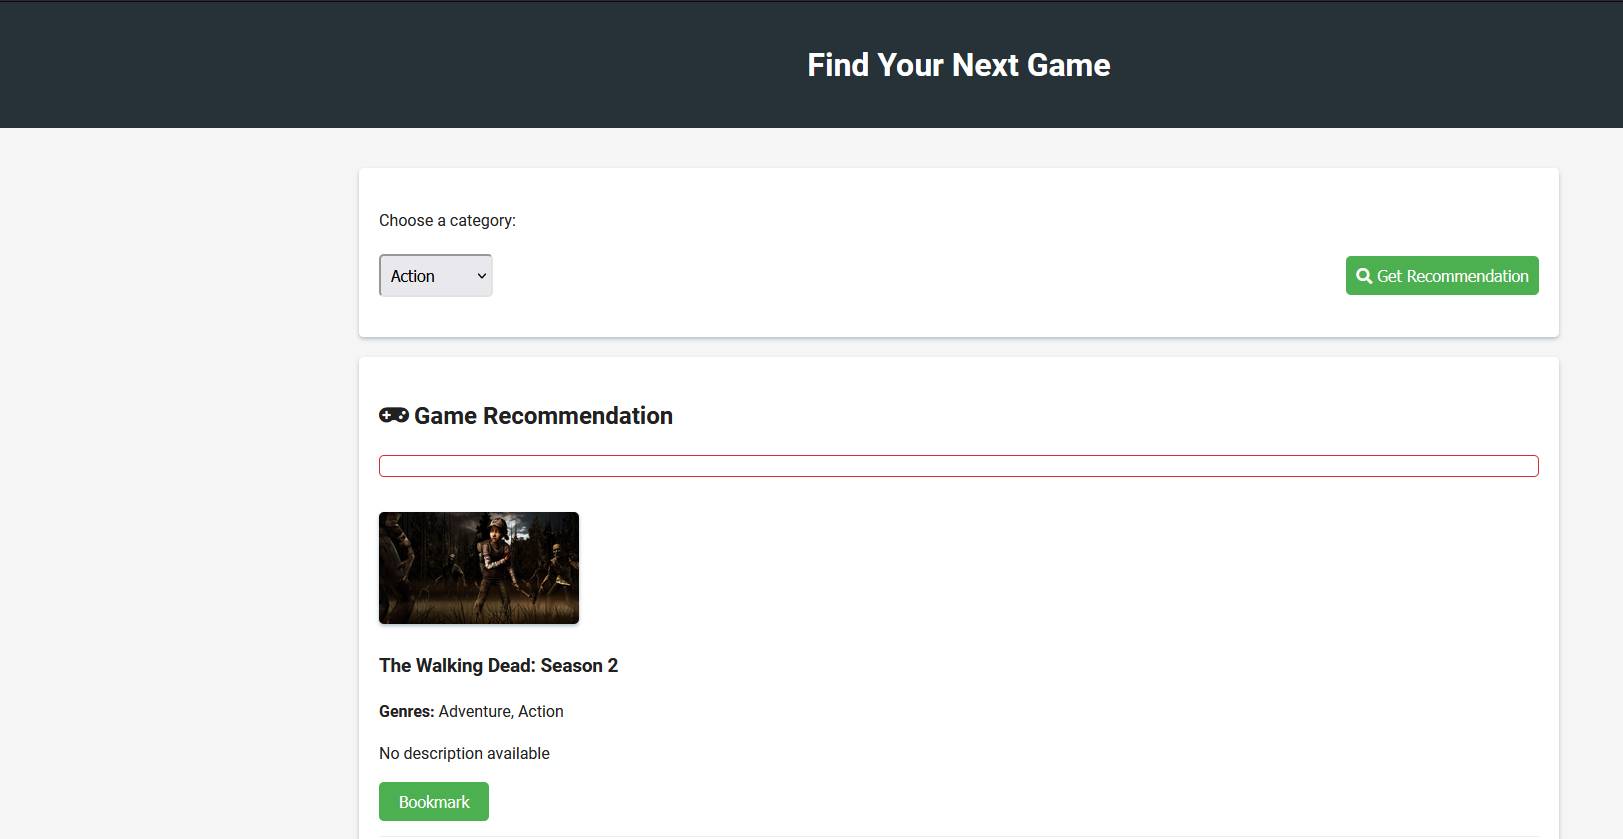 Find Your Next Game
Choose a category:
Action
Get Recommendation
Game Recommendation
The Walking Dead: Season 2
Genres: Adventure, Action
No description available
Bookmark